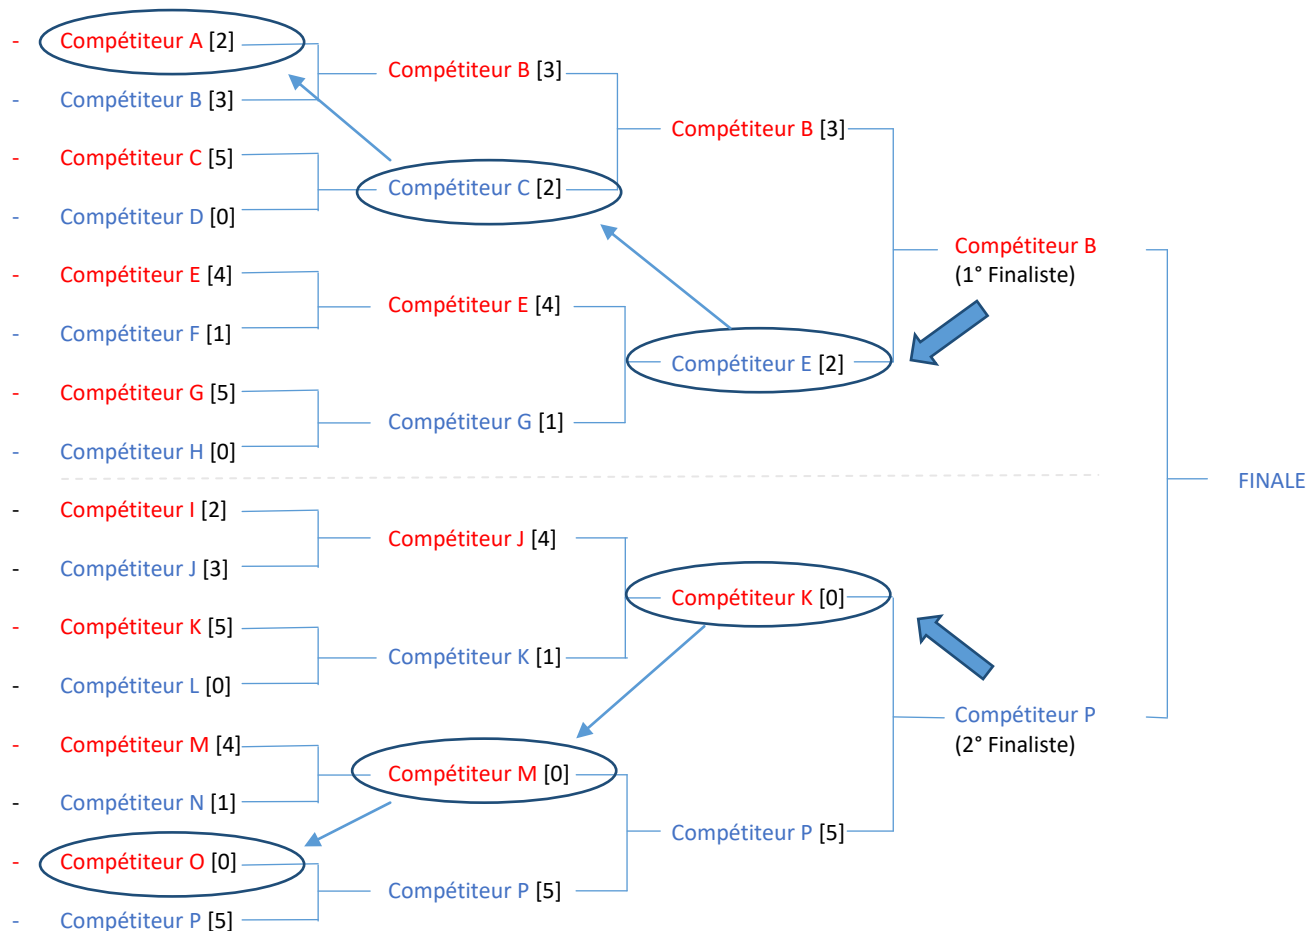 - Compétiteur A [2]
- Compétiteur B [3]
- Compétiteur C [5]
- Compétiteur D [0]
- Compétiteur E [4]
- Compétiteur F [1]
- Compétiteur G [5]
- Compétiteur H [0]
- Compétiteur I [2]
- Compétiteur J [3]
- Compétiteur K [5]
- Compétiteur L [0]
- Compétiteur M [4]
- Compétiteur N [1]
- Compétiteur O [0]
- Compétiteur P [5]
Compétiteur B [3]
Compétiteur C [2]
Compétiteur E [4]
Compétiteur G [1]
Compétiteur J [4]
Compétiteur K [1]
Compétiteur M [0]
Compétiteur P [5]
Compétiteur B [3]
Compétiteur E [2]
Compétiteur K [0]
Compétiteur P [5]
Compétiteur B
(1° Finaliste)
Compétiteur P
(2° Finaliste)
FINALE